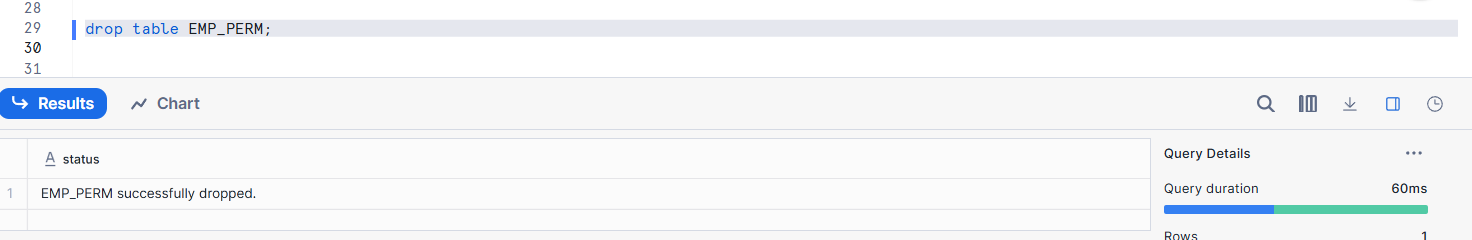 28
29 drop table EMP_PERM;
30
31
Results Chart
A status
Query Details ...
1 EMP_PERM successfully dropped.
Query duration 60ms
Rows 1